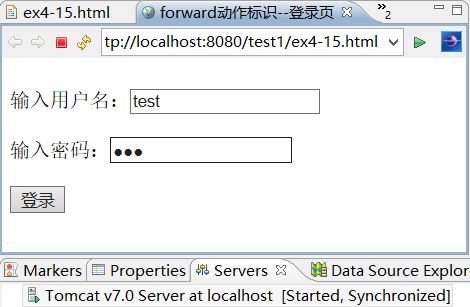 ex4-15.html forward动作标识--登录页 »2
tp://localhost:8080/test1/ex4-15.html
输入用户名：test
输入密码：●●●
登录
Markers Properties Servers Data Source Explor
Tomcat v7.0 Server at localhost [Started, Synchronized]